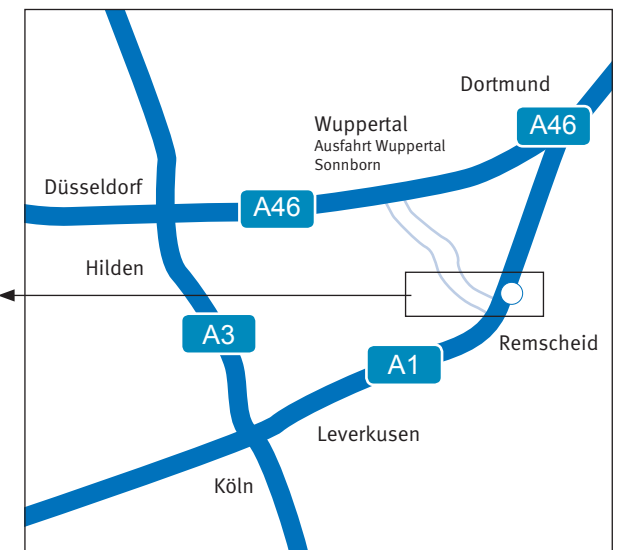 Dortmund
A46
Wuppertal
Ausfahrt Wuppertal
Sonnborn
Düsseldorf
A46
Hilden
A3
Remscheid
A1
Leverkusen
Köln